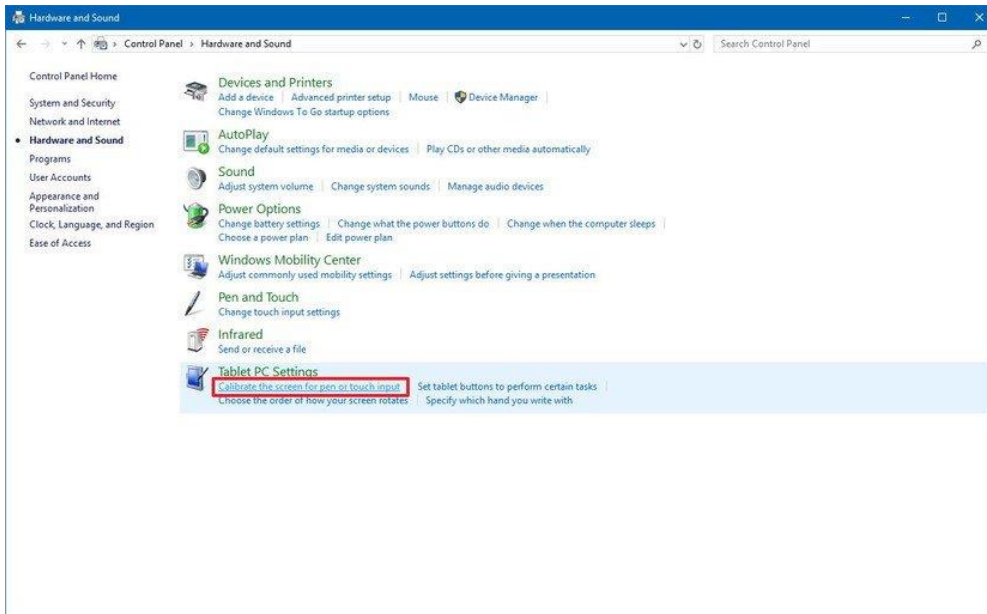 Hardware and Sound
Control Panel > Hardware and Sound
Search Control Panel
Control Panel Home
System and Security
Network and Internet
Hardware and Sound
Programs
User Accounts
Appearance and
Personalization
Clock, Language, and Region
Ease of Access
Devices and Printers
Add a device | Advanced printer setup | Mouse | Device Manager |
Change Windows To Go startup options
AutoPlay
Change default settings for media or devices | Play CDs or other media automatically
Sound
Adjust system volume | Change system sounds | Manage audio devices
Power Options
Change battery settings | Change what the power buttons do | Change when the computer sleeps |
Choose a power plan | Edit power plan
Windows Mobility Center
Adjust commonly used mobility settings | Adjust settings before giving a presentation
Pen and Touch
Change touch input settings
Infrared
Send or receive a file
Tablet PC Settings
Calibrate the screen for pen or touch input | Set tablet buttons to perform certain tasks |
Choose the order of how your screen rotates | Specify which hand you write with